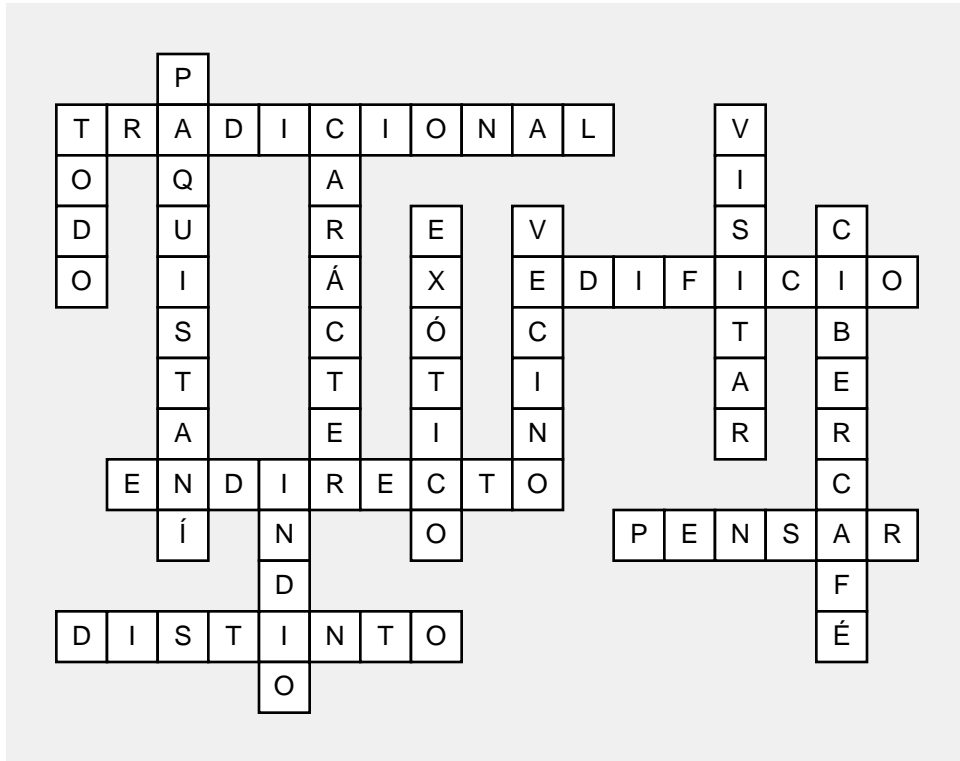 PAQUISTANÍ
TRADICIONAL
TODO
CARÁCTER
VISITAR
EXÓTICO
VECINO
CIBERCAFÉ
EDIFICIO
ENDIRECTO
INDIO
PENSAR
DISTINTO